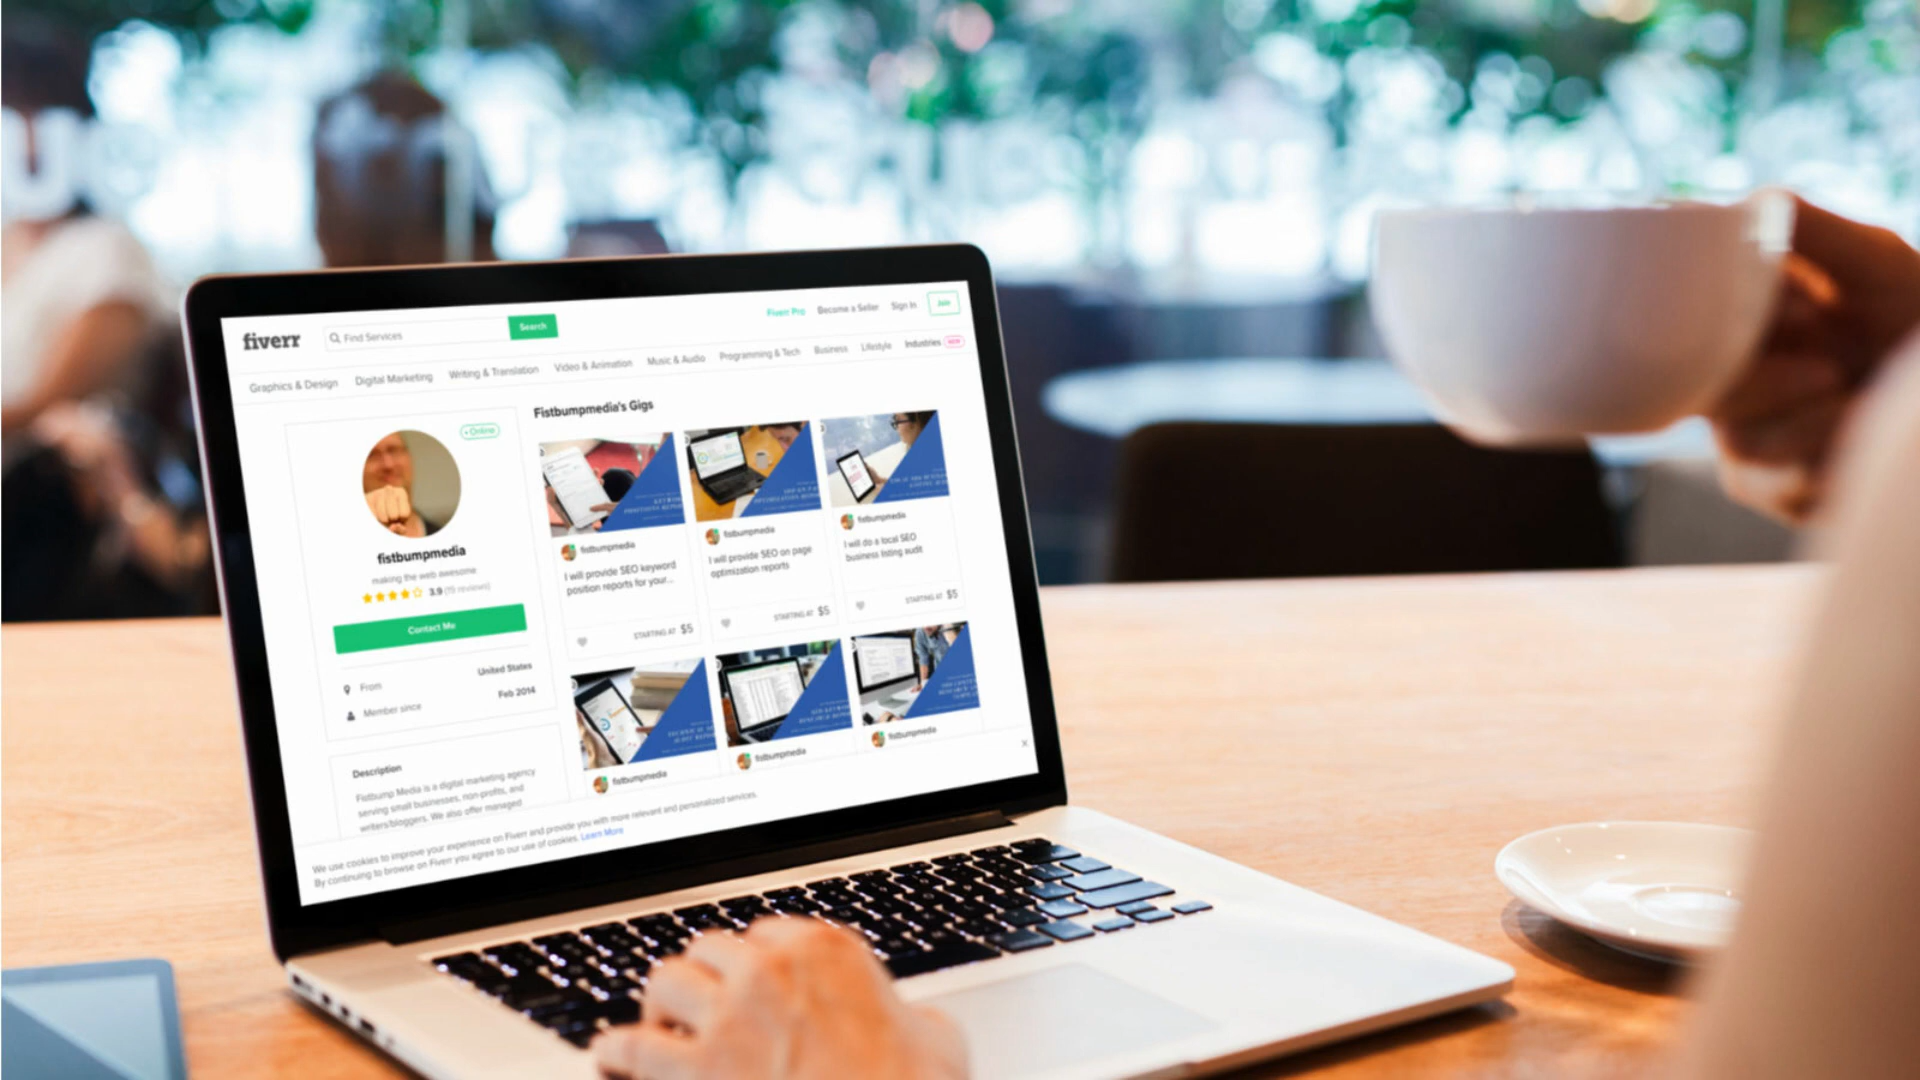 fiverr
Find Services
Search
Fiverr Pro
Become a Seller
Sign In
Join
Graphics & Design
Digital Marketing
Writing & Translation
Video & Animation
Music & Audio
Programming & Tech
Business
Lifestyle
Industries
NEW
Online
fistbumpmedia
making the web awesome
3.9 (19 reviews)
Contact Me
From
United States
Member since
Feb 2014
Description
Fistbump Media is a digital marketing agency
serving small businesses, non-profits, and
writers/bloggers. We also offer managed
Fistbumpmedia's Gigs
fistbumpmedia
I will provide SEO keyword
position reports for your...
STARTING AT $5
fistbumpmedia
I will provide SEO on page
optimization reports
STARTING AT $5
fistbumpmedia
I will do a local SEO
business listing audit
STARTING AT $5
fistbumpmedia
fistbumpmedia
fistbumpmedia
We use cookies to improve your experience on Fiverr and provide you with more relevant and personalized services.
By continuing to browse on Fiverr you agree to our use of cookies. Learn More